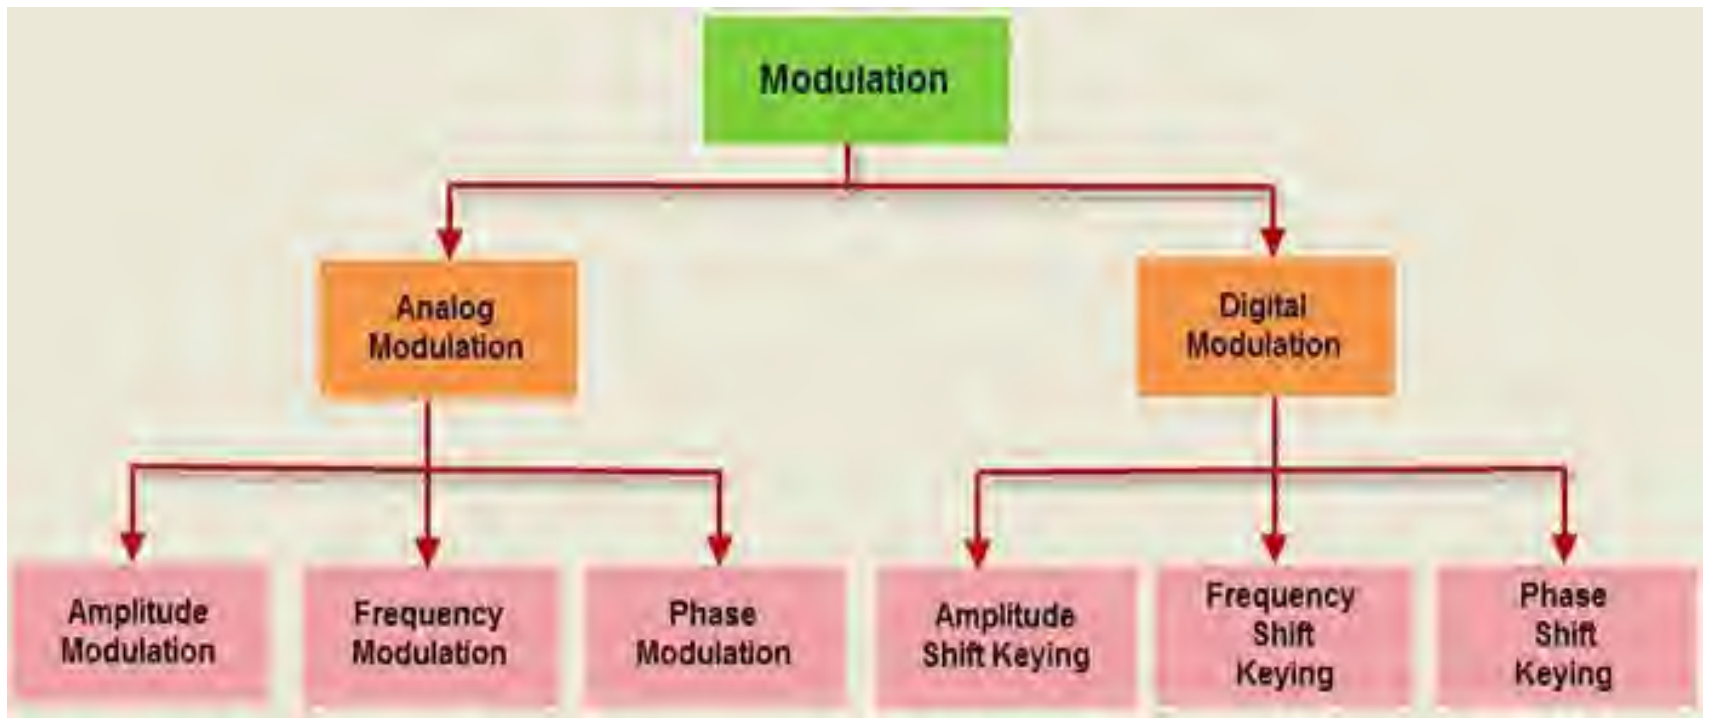 Modulation
Analog
Modulation
Digital
Modulation
Amplitude
Modulation
Frequency
Modulation
Phase
Modulation
Amplitude
Shift Keying
Frequency
Shift
Keying
Phase
Shift
Keying